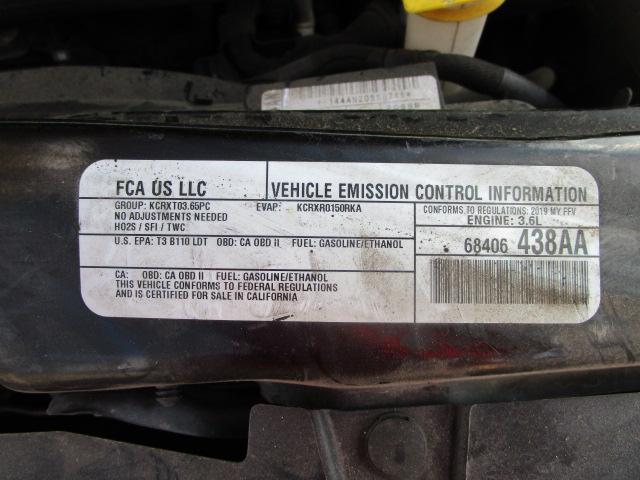 FCA US LLC
VEHICLE EMISSION CONTROL INFORMATION
GROUP: KCRXT03.65PC EVAP: KCRXR0150RKA
NO ADJUSTMENTS NEEDED
HO2S / SFI / TWC
CONFORMS TO REGULATIONS: 2019 MY FFV
ENGINE: 3.6L
U.S. EPA: T3 B110 LDT OBD: CA OBD II FUEL: GASOLINE/ETHANOL
68406 438AA
CA: OBD: CA OBD II FUEL: GASOLINE/ETHANOL
THIS VEHICLE CONFORMS TO FEDERAL REGULATIONS
AND IS CERTIFIED FOR SALE IN CALIFORNIA